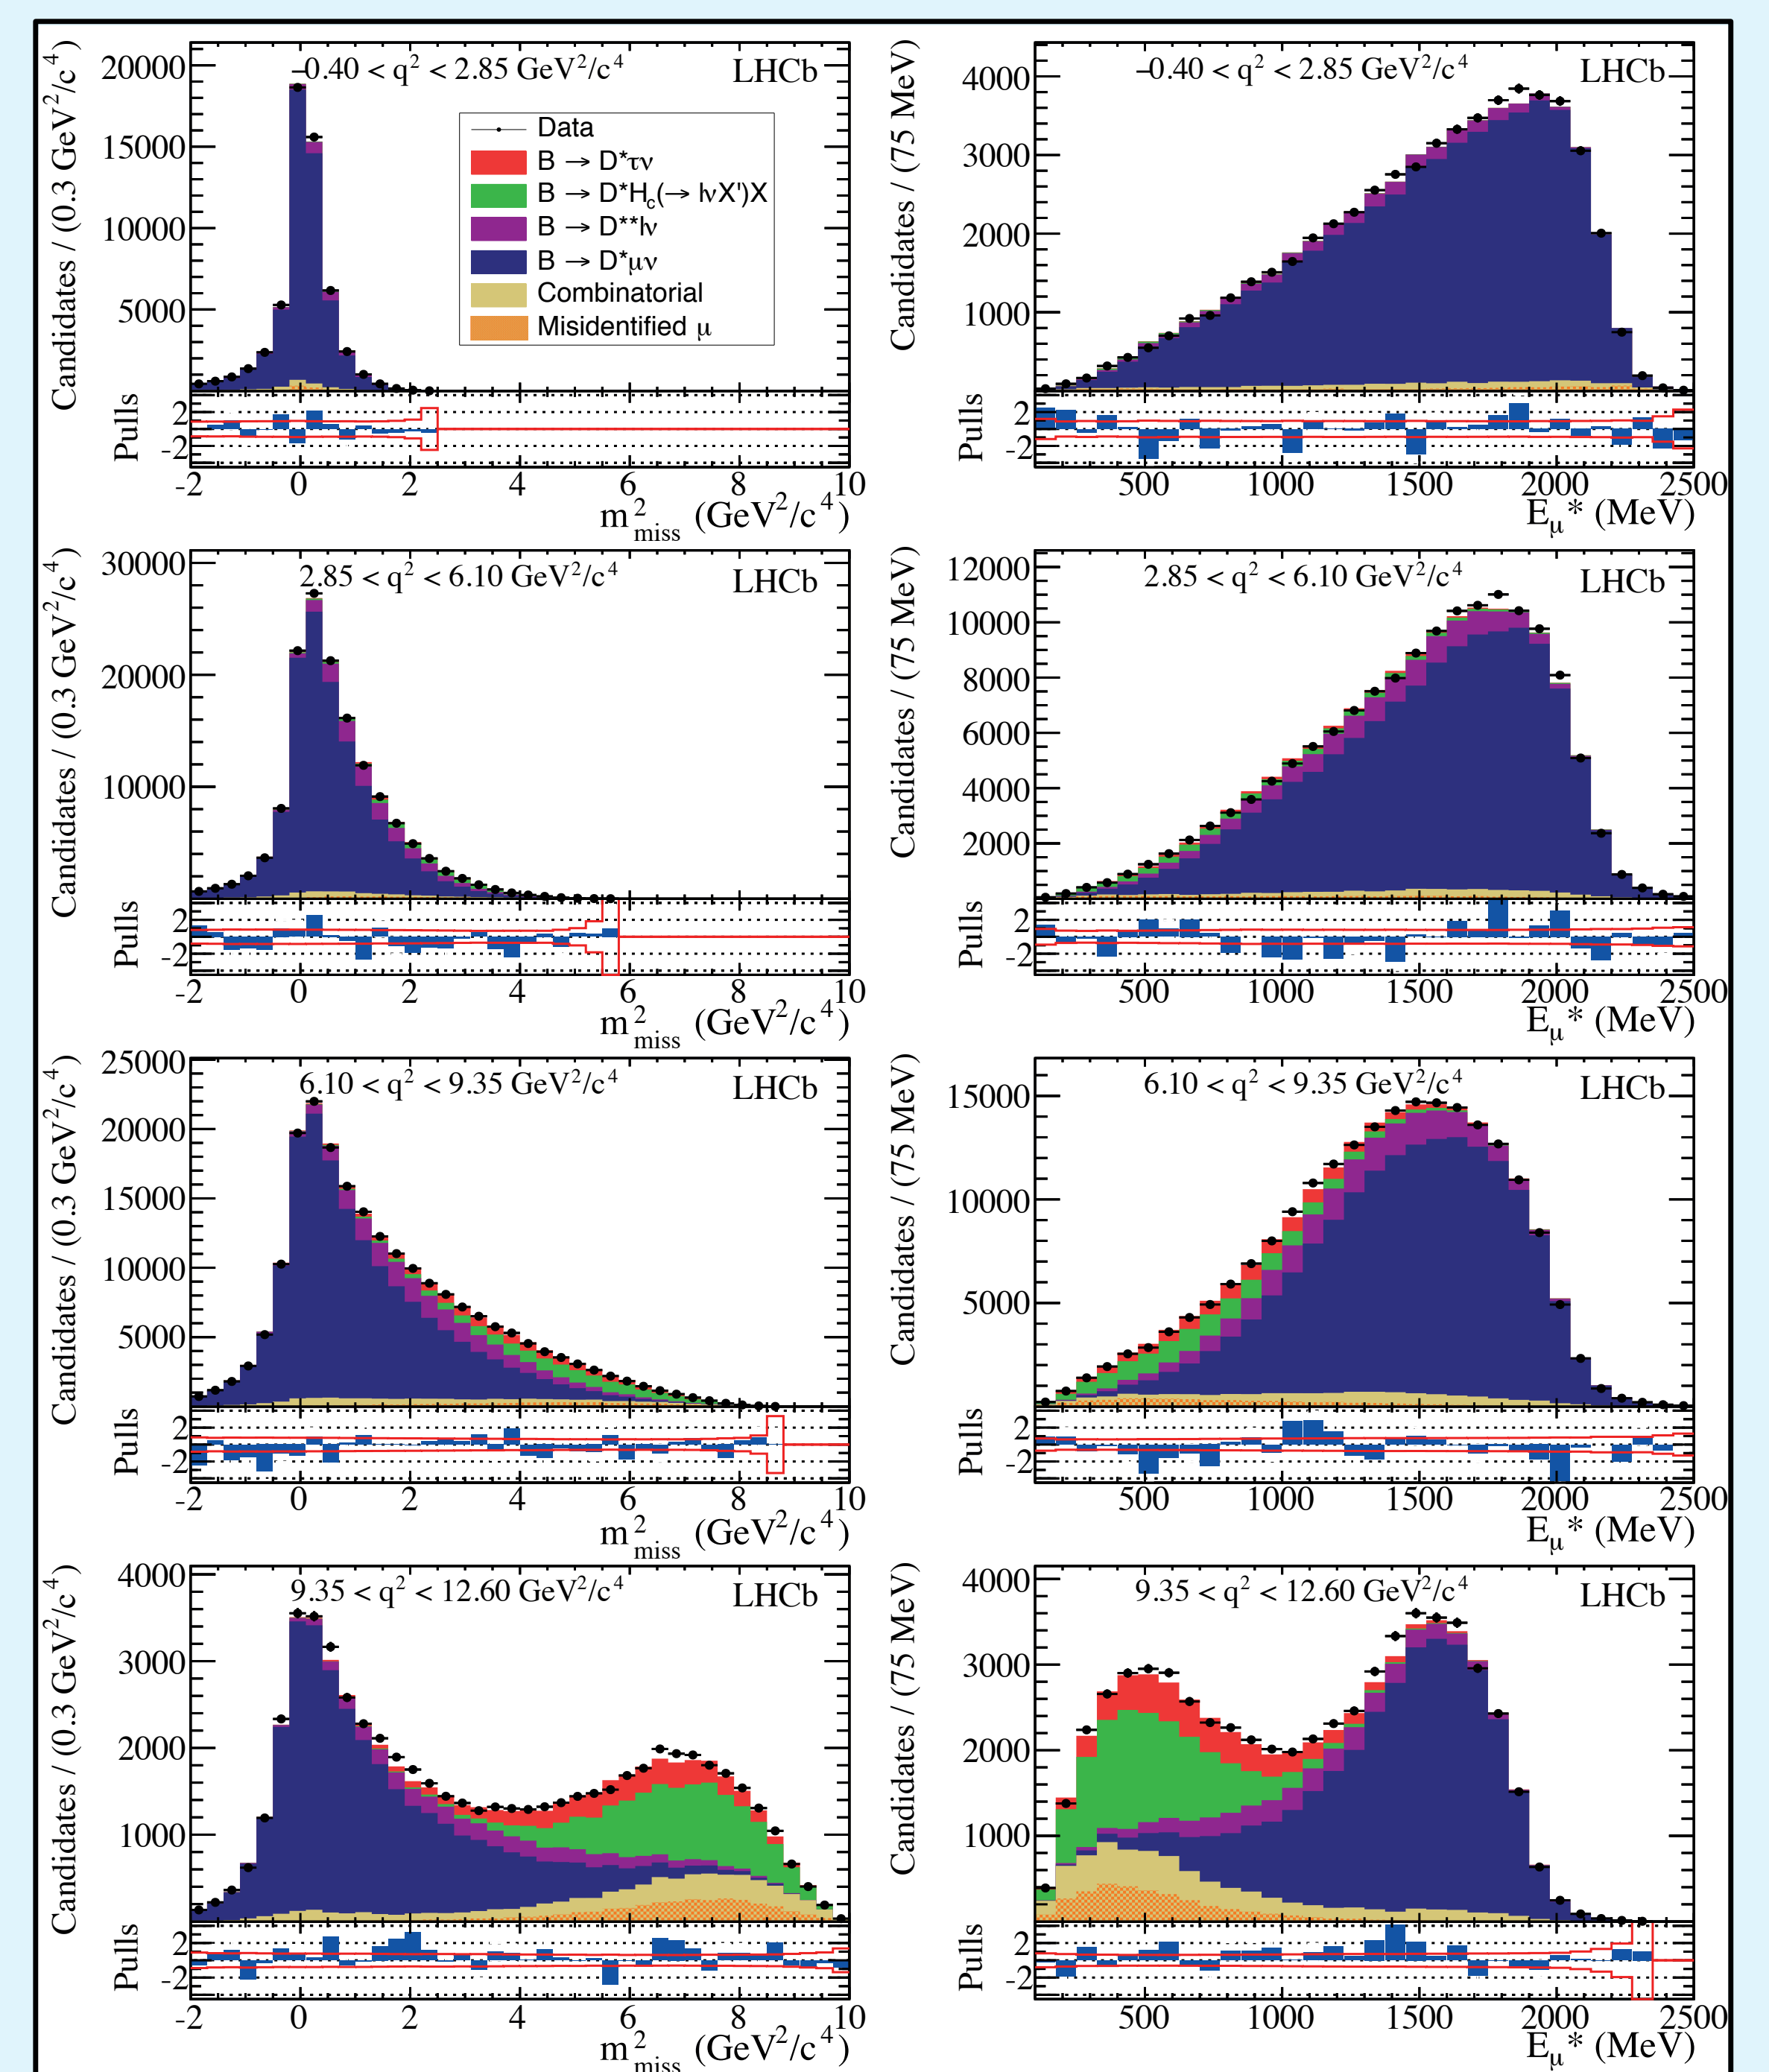 −0.40 < q² < 2.85 GeV²/c⁴
LHCb
Candidates / (0.3 GeV²/c⁴)
20000
15000
10000
5000
Data
B → D*τν
B → D*H_c(→ lνX')X
B → D**lν
B → D*μν
Combinatorial
Misidentified μ
Pulls
2
-2
-2 0 2 4 6 8 10
m²_miss (GeV²/c⁴)
−0.40 < q² < 2.85 GeV²/c⁴
LHCb
Candidates / (75 MeV)
4000
3000
2000
1000
Pulls
2
-2
500 1000 1500 2000 2500
E_μ* (MeV)
2.85 < q² < 6.10 GeV²/c⁴
LHCb
Candidates / (0.3 GeV²/c⁴)
30000
20000
10000
Pulls
2
-2
-2 0 2 4 6 8 10
m²_miss (GeV²/c⁴)
2.85 < q² < 6.10 GeV²/c⁴
LHCb
Candidates / (75 MeV)
12000
10000
8000
6000
4000
2000
Pulls
2
-2
500 1000 1500 2000 2500
E_μ* (MeV)
6.10 < q² < 9.35 GeV²/c⁴
LHCb
Candidates / (0.3 GeV²/c⁴)
25000
20000
15000
10000
5000
Pulls
2
-2
-2 0 2 4 6 8 10
m²_miss (GeV²/c⁴)
6.10 < q² < 9.35 GeV²/c⁴
LHCb
Candidates / (75 MeV)
15000
10000
5000
Pulls
2
-2
500 1000 1500 2000 2500
E_μ* (MeV)
9.35 < q² < 12.60 GeV²/c⁴
LHCb
Candidates / (0.3 GeV²/c⁴)
4000
3000
2000
1000
Pulls
2
-2
-2 0 2 4 6 8 10
m²_miss (GeV²/c⁴)
9.35 < q² < 12.60 GeV²/c⁴
LHCb
Candidates / (75 MeV)
4000
3000
2000
1000
Pulls
2
-2
500 1000 1500 2000 2500
E_μ* (MeV)